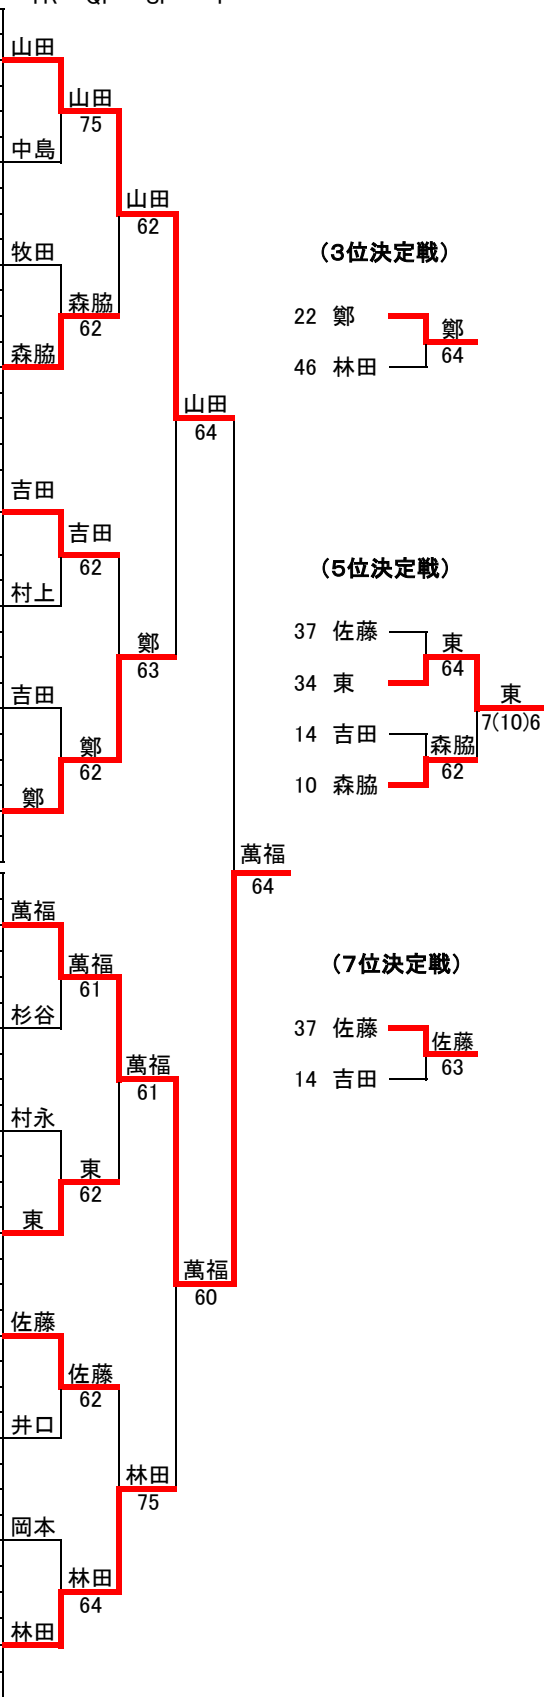 山田
山田
75
中島
山田
62
牧田
森脇
62
森脇
山田
64
吉田
吉田
62
村上
鄭
63
吉田
鄭
62
鄭
萬福
64
萬福
萬福
61
杉谷
萬福
61
村永
東
62
東
萬福
60
佐藤
佐藤
62
井口
林田
75
岡本
林田
64
林田
(3位決定戦)
22 鄭
鄭
64
46 林田
(5位決定戦)
37 佐藤
東
64
34 東
東
7(10)6
14 吉田
森脇
62
10 森脇
(7位決定戦)
37 佐藤
佐藤
63
14 吉田